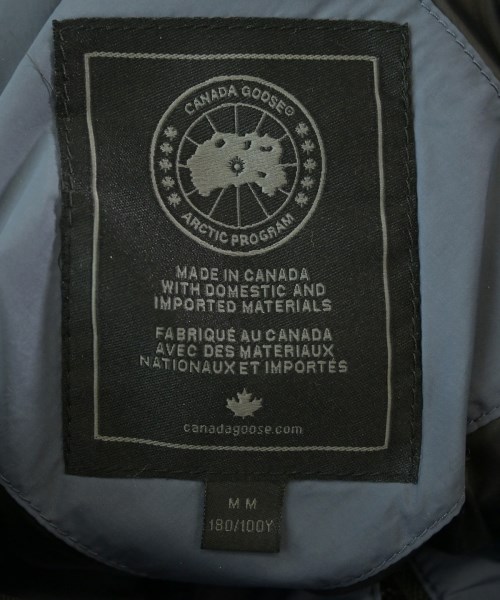 CANADA GOOSE®
ARCTIC PROGRAM
MADE IN CANADA
WITH DOMESTIC AND
IMPORTED MATERIALS
FABRIQUÉ AU CANADA
AVEC DES MATERIAUX
NATIONAUX ET IMPORTÉS
canadagoose.com
M M
180/100Y